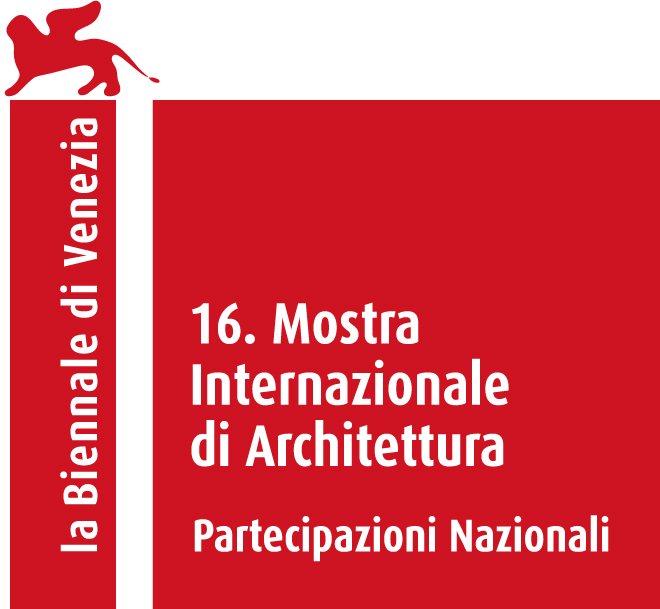 la Biennale di Venezia
16. Mostra
Internazionale
di Architettura
Partecipazioni Nazionali